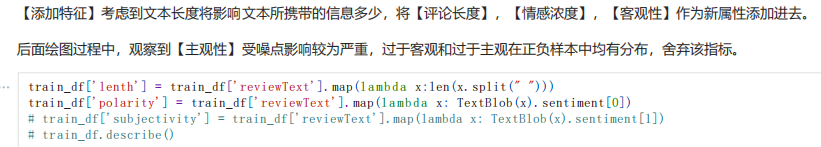 【添加特征】考虑到文本长度将影响文本所携带的信息多少，将【评论长度】，【情感浓度】，【客观性】作为新属性添加进去。
后面绘图过程中，观察到【主观性】受噪点影响较为严重，过于客观和过于主观在正负样本中均有分布，舍弃该指标。
train_df['lenth'] = train_df['reviewText'].map(lambda x:len(x.split(" ")))
train_df['polarity'] = train_df['reviewText'].map(lambda x: TextBlob(x).sentiment[0])
# train_df['subjectivity'] = train_df['reviewText'].map(lambda x: TextBlob(x).sentiment[1])
# train_df.describe()